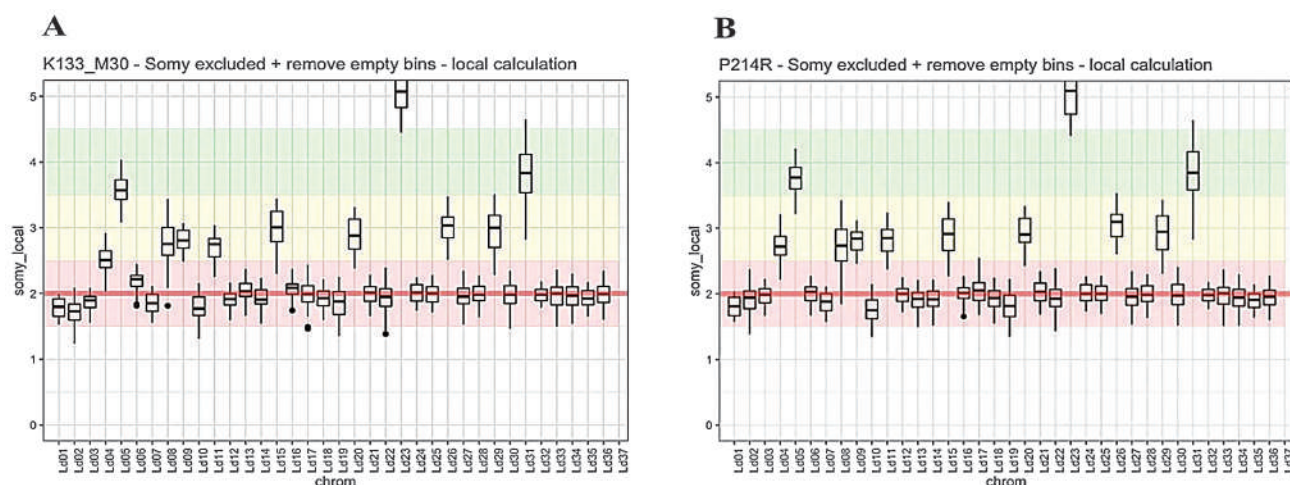 A
K133_M30 - Somy excluded + remove empty bins - local calculation
somy_local
5
4
3
2
1
0
Ld01
Ld02
Ld03
Ld04
Ld05
Ld06
Ld07
Ld08
Ld09
Ld10
Ld11
Ld12
Ld13
Ld14
Ld15
Ld16
Ld17
Ld18
Ld19
Ld20
Ld21
Ld22
Ld23
Ld24
Ld25
Ld26
Ld27
Ld28
Ld29
Ld30
Ld31
Ld32
Ld33
Ld34
Ld35
Ld36
Ld37
chrom
B
P214R - Somy excluded + remove empty bins - local calculation
somy_local
5
4
3
2
1
0
Ld01
Ld02
Ld03
Ld04
Ld05
Ld06
Ld07
Ld08
Ld09
Ld10
Ld11
Ld12
Ld13
Ld14
Ld15
Ld16
Ld17
Ld18
Ld19
Ld20
Ld21
Ld22
Ld23
Ld24
Ld25
Ld26
Ld27
Ld28
Ld29
Ld30
Ld31
Ld32
Ld33
Ld34
Ld35
Ld36
Ld37
chrom